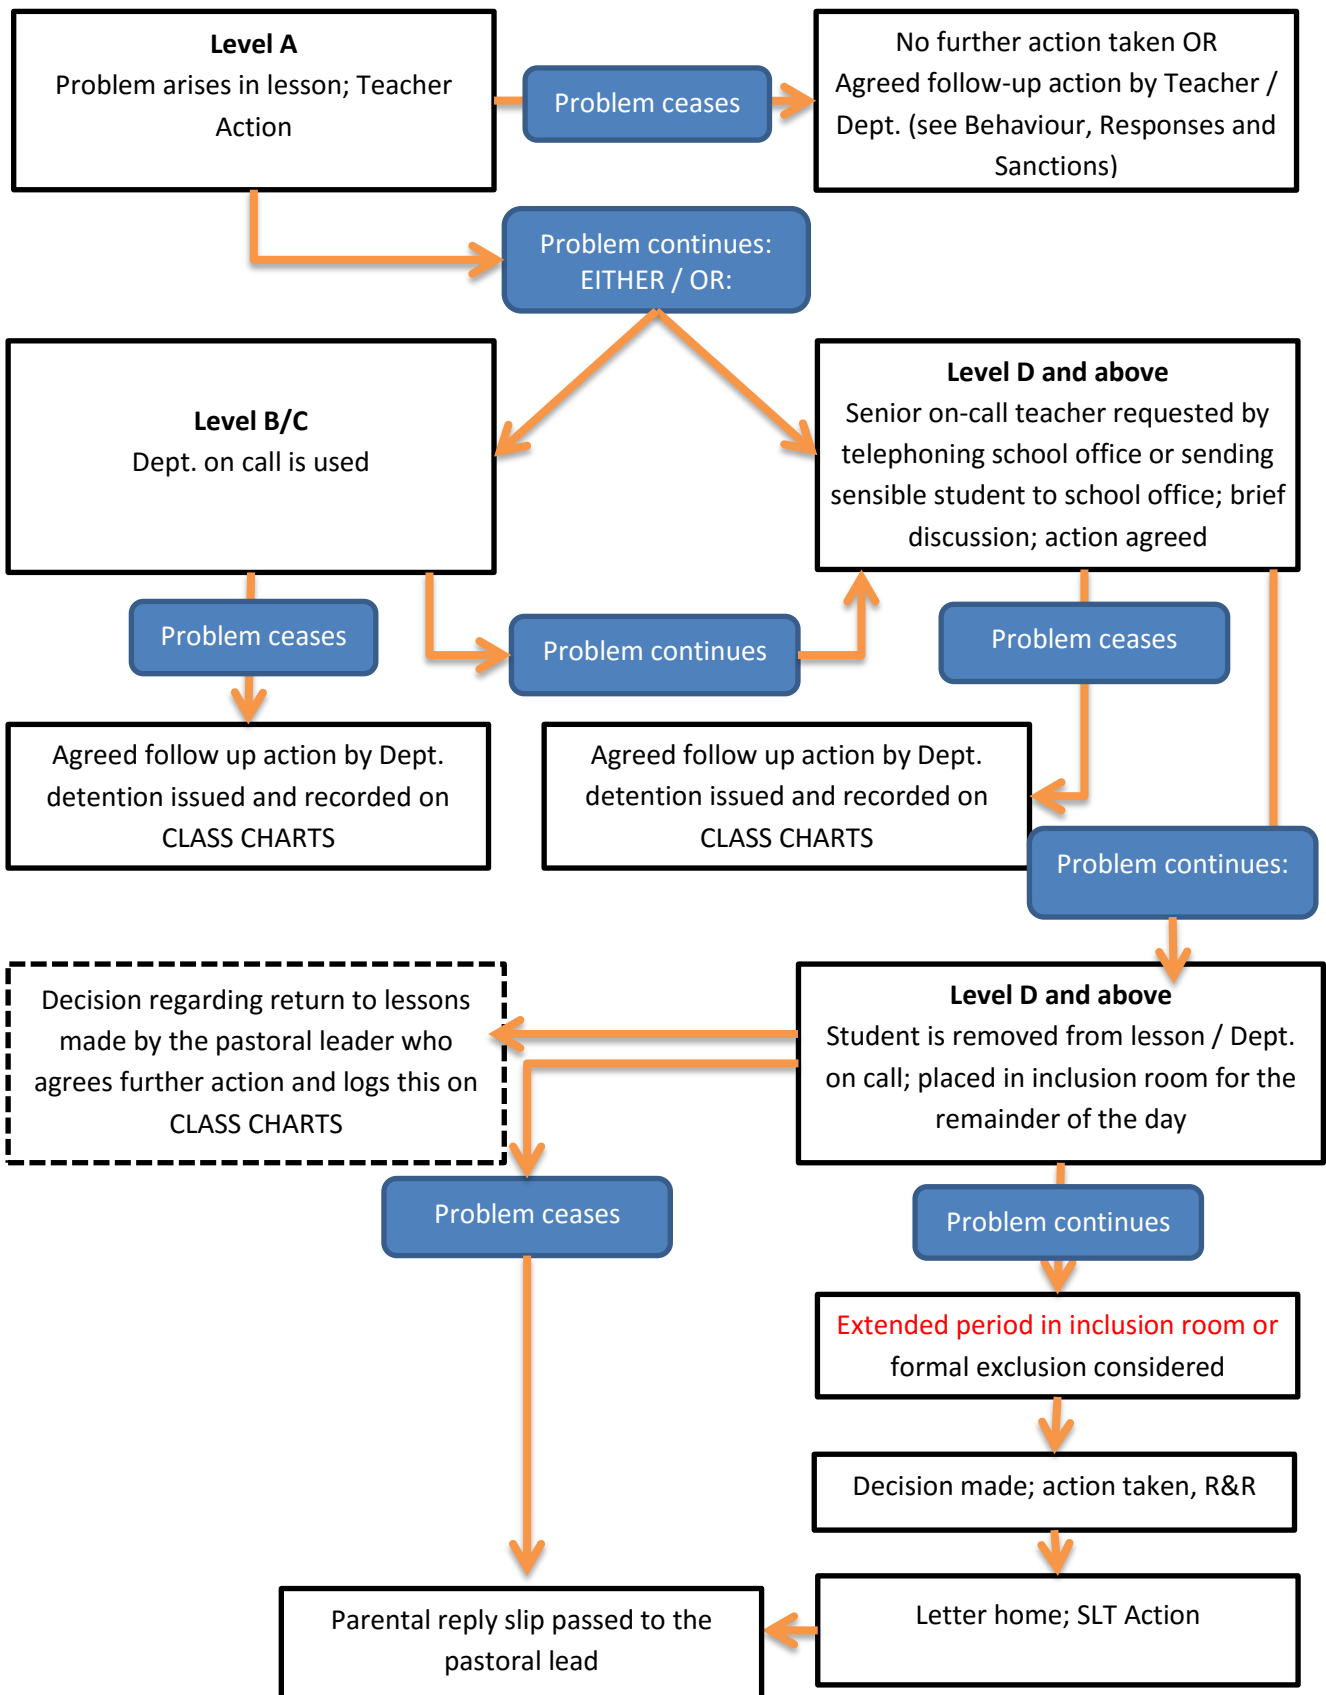 Level A
Problem arises in lesson; Teacher
Action
Problem ceases
No further action taken OR
Agreed follow-up action by Teacher /
Dept. (see Behaviour, Responses and
Sanctions)
Problem continues:
EITHER / OR:
Level B/C
Dept. on call is used
Level D and above
Senior on-call teacher requested by
telephoning school office or sending
sensible student to school office; brief
discussion; action agreed
Problem ceases
Problem continues
Problem ceases
Agreed follow up action by Dept.
detention issued and recorded on
CLASS CHARTS
Agreed follow up action by Dept.
detention issued and recorded on
CLASS CHARTS
Problem continues:
Decision regarding return to lessons
made by the pastoral leader who
agrees further action and logs this on
CLASS CHARTS
Level D and above
Student is removed from lesson / Dept.
on call; placed in inclusion room for the
remainder of the day
Problem ceases
Problem continues
Extended period in inclusion room or
formal exclusion considered
Decision made; action taken, R&R
Letter home; SLT Action
Parental reply slip passed to the
pastoral lead